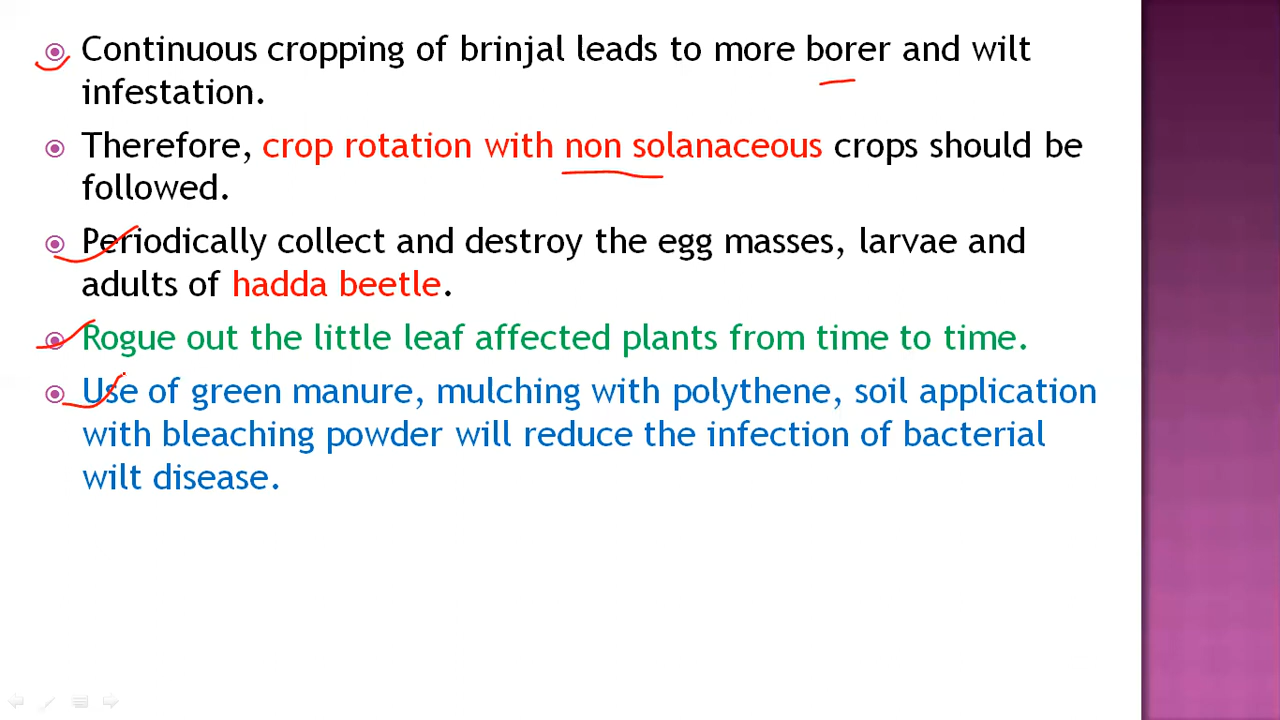 Continuous cropping of brinjal leads to more borer and wilt
infestation.
Therefore, crop rotation with non solanaceous crops should be
followed.
Periodically collect and destroy the egg masses, larvae and
adults of hadda beetle.
Rogue out the little leaf affected plants from time to time.
Use of green manure, mulching with polythene, soil application
with bleaching powder will reduce the infection of bacterial
wilt disease.